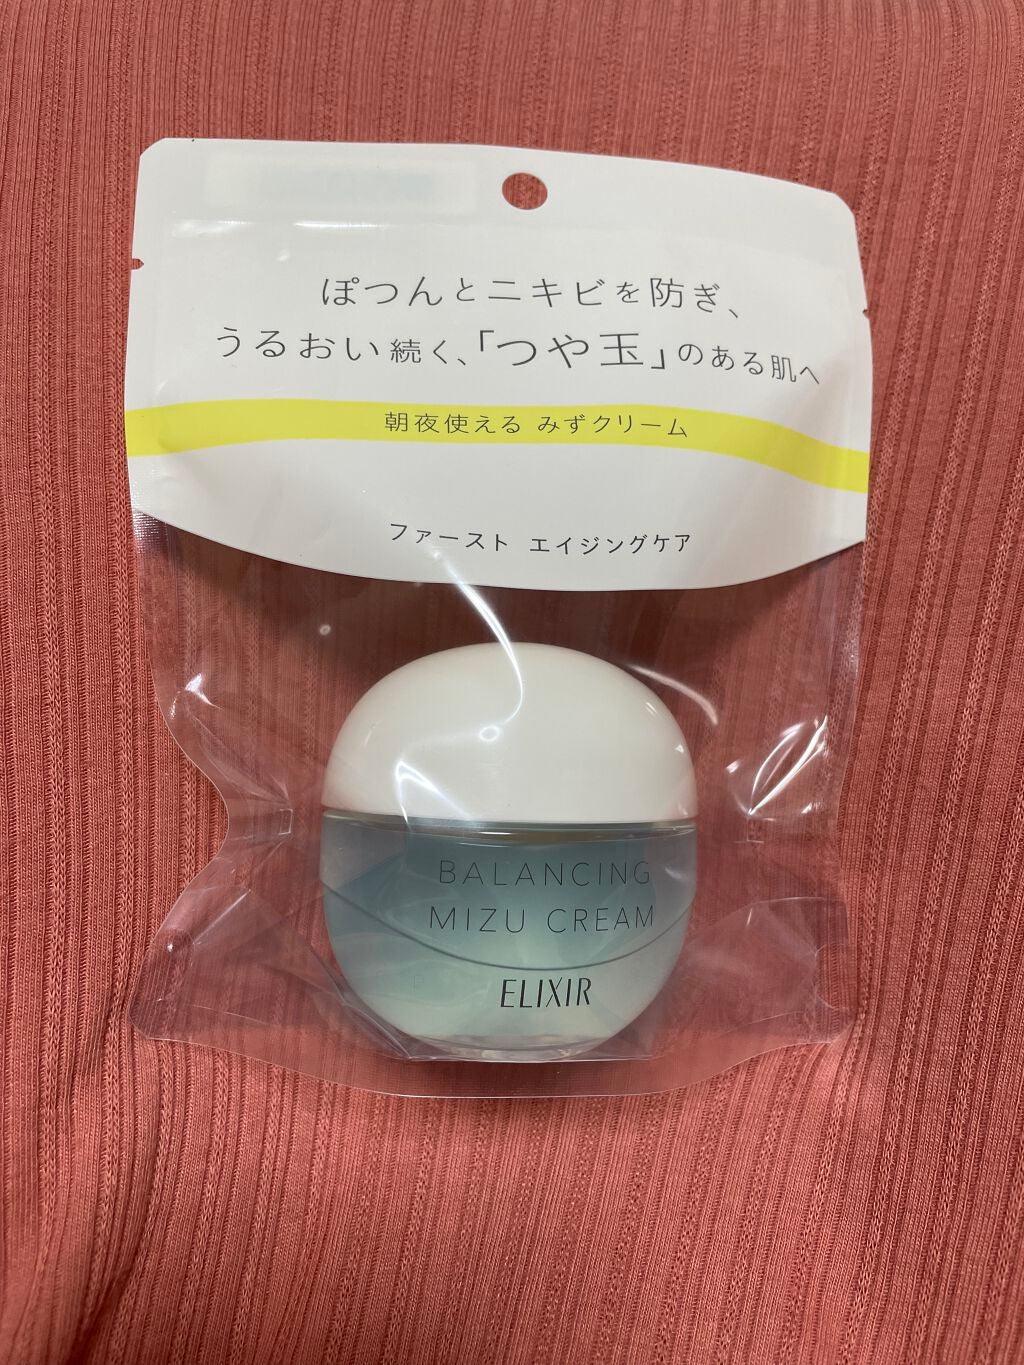 ぽつんとニキビを防ぎ、
うるおい続く、「つや玉」のある肌へ
朝夜使える みずクリーム
ファースト エイジングケア
BALANCING
MIZU CREAM
ELIXIR